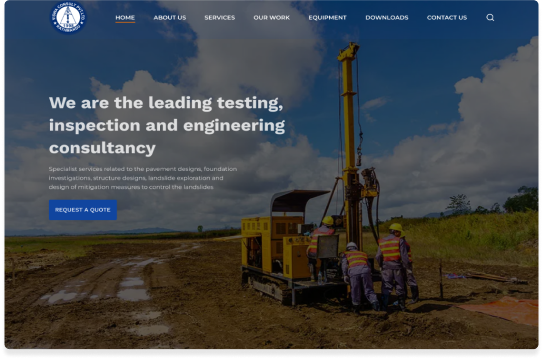 HOME ABOUT US SERVICES OUR WORK EQUIPMENT DOWNLOADS CONTACT US
We are the leading testing,
inspection and engineering
consultancy
Specialist services related to the pavement designs, foundation
investigations, structure designs, landslide exploration and
design of mitigation measures to control the landslides
REQUEST A QUOTE